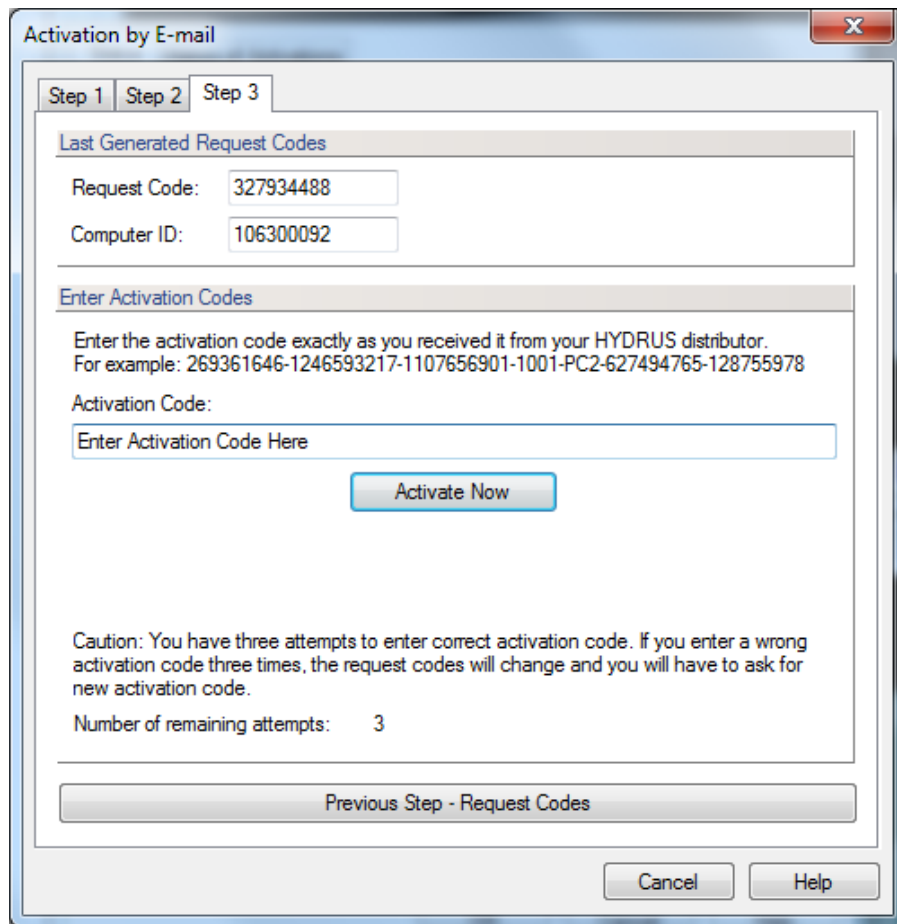 Activation by E-mail
Step 1 Step 2 Step 3
Last Generated Request Codes
Request Code: 327934488
Computer ID: 106300092
Enter Activation Codes
Enter the activation code exactly as you received it from your HYDRUS distributor.
For example: 269361646-1246593217-1107656901-1001-PC2-627494765-128755978
Activation Code:
Enter Activation Code Here
Activate Now
Caution: You have three attempts to enter correct activation code. If you enter a wrong
activation code three times, the request codes will change and you will have to ask for
new activation code.
Number of remaining attempts: 3
Previous Step - Request Codes
Cancel Help